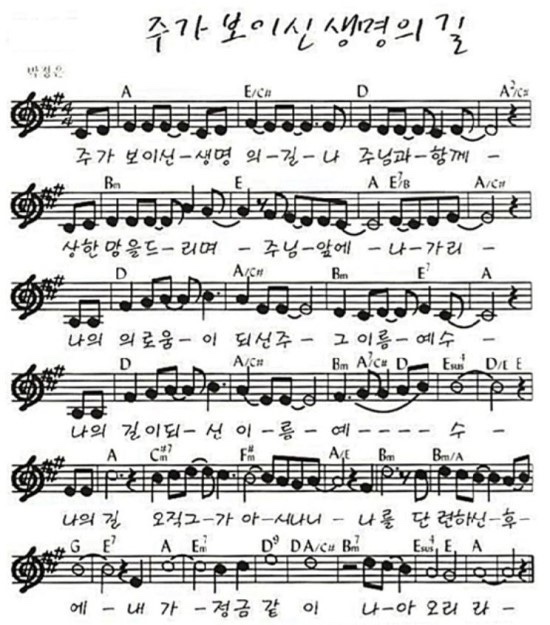 주가 보이신 생명의 길
박정은
A E/C# D A2/C#
주가 보이신-생명 의-길-나 주님과-함께 -
Bm E A E7/B A/C#
상한 맘을드-리며 - 주님-앞에 -나-가리 -
D A/C# Bm E7 A
나의 의로움-이 되신주- 그이름-예수 -
D A/C# Bm A7/C# D Esus4 D/E E
나의 길이되-신 이-름-예---- 수 -
A C#m7 F#m A/E Bm Bm/A
나의 길 오직그-가 아-시나니 - 나를 단련하신-후-
G E7 A Em7 D9 D A/C# Bm7 Esus4 E A
에- 내 가 -정금 같 이 나-아 오리 라-